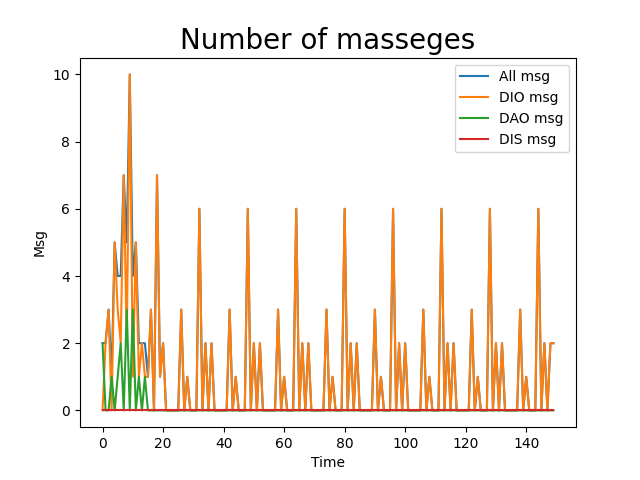 Number of masseges
All msg
DIO msg
DAO msg
DIS msg
10
8
6
4
2
0
Msg
0 20 40 60 80 100 120 140
Time